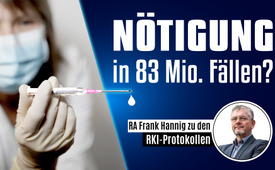 NÖTIGUNG
in 83 Mio. Fällen?
RA Frank Hannig zu den
RKI-Protokollen